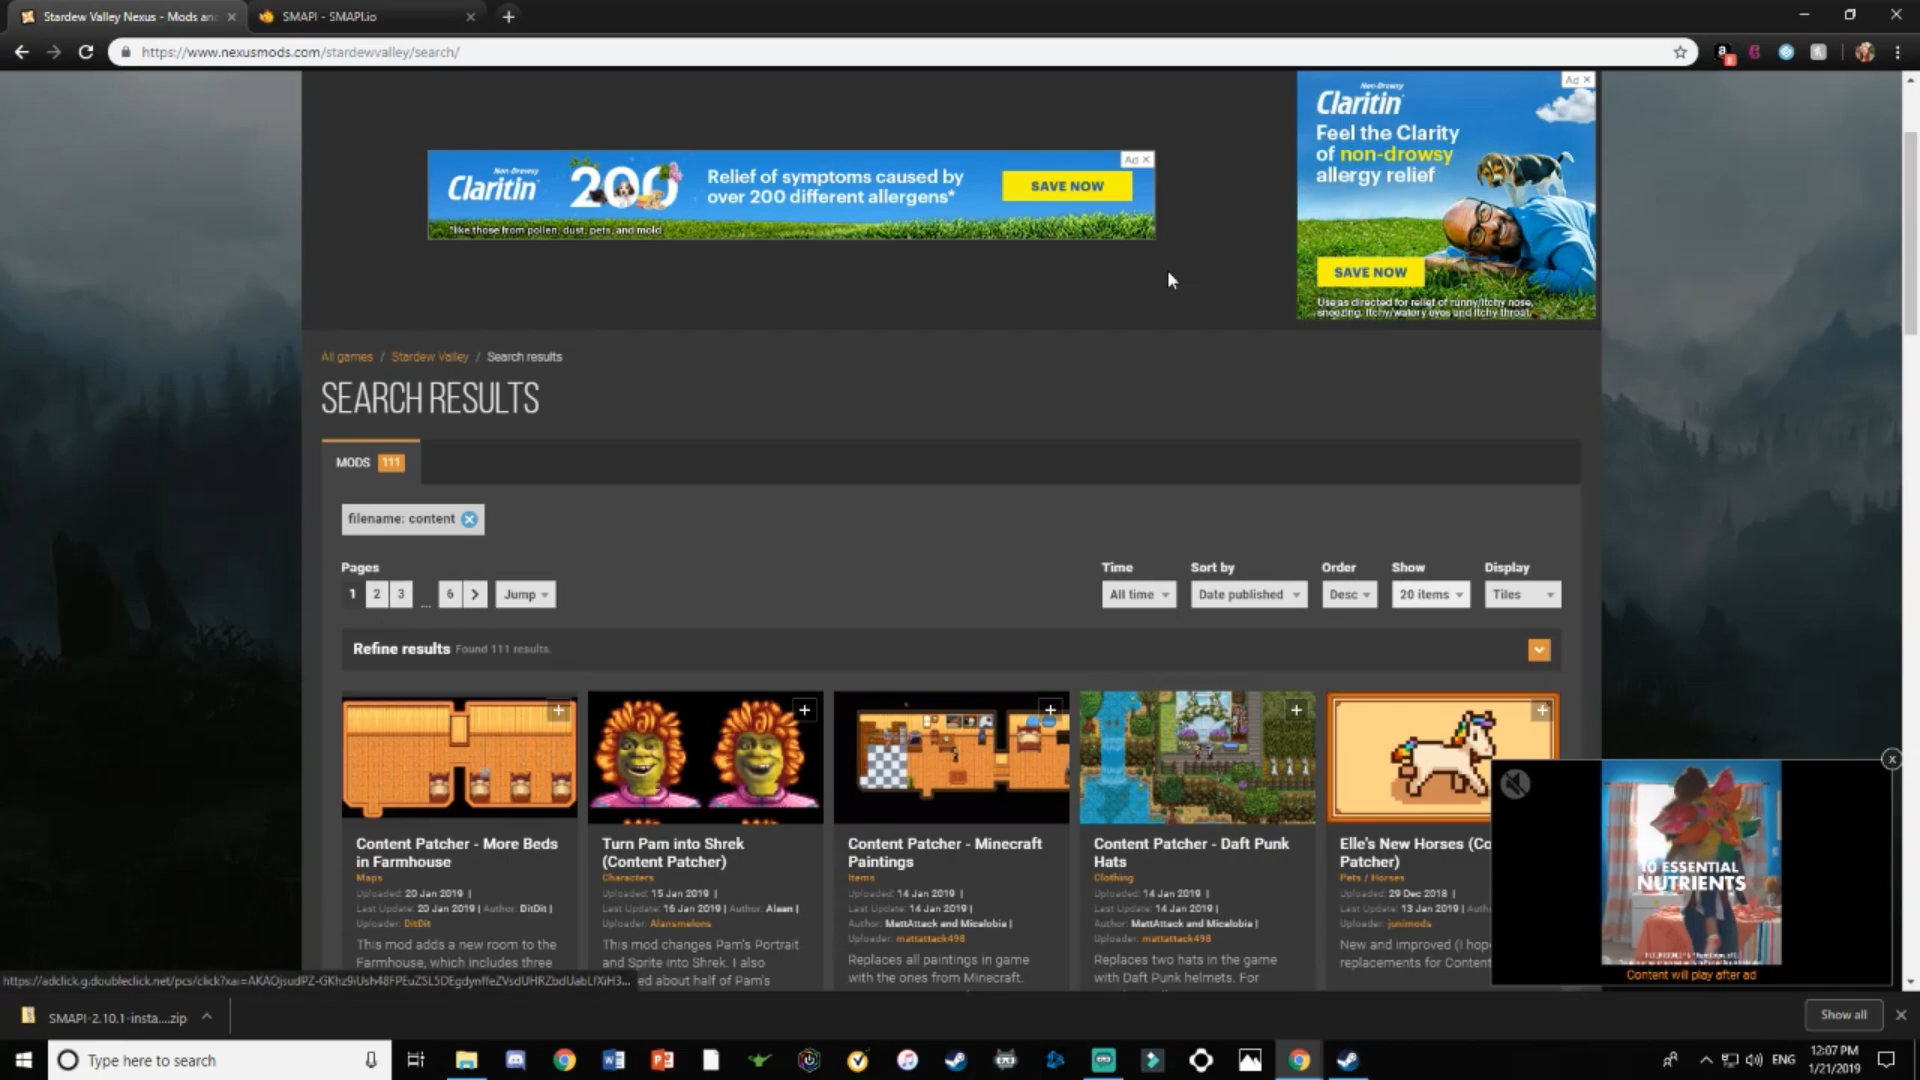 Stardew Valley Nexus - Mods and
SMAPI - SMAPI.io
https://www.nexusmods.com/stardewvalley/search/
Ad
Non-Drowsy
Claritin
Feel the Clarity
of non-drowsy
allergy relief
SAVE NOW
Use as directed for relief of runny/itchy nose,
sneezing, itchy/watery eyes and itchy throat.
Ad
Non-Drowsy
Claritin
200
Relief of symptoms caused by
over 200 different allergens*
SAVE NOW
*like those from pollen, dust, pets, and mold
All games / Stardew Valley / Search results
SEARCH RESULTS
MODS 111
filename: content
Pages
1 2 3 ... 6 > Jump
Time Sort by Order Show Display
All time Date published Desc 20 items Tiles
Refine results Found 111 results.
Content Patcher - More Beds
in Farmhouse
Maps
Uploaded: 20 Jan 2019 |
Last Update: 20 Jan 2019 | Author: DitDit |
Uploader: DitDit
This mod adds a new room to the
Farmhouse, which includes three
Turn Pam into Shrek
(Content Patcher)
Characters
Uploaded: 15 Jan 2019 |
Last Update: 16 Jan 2019 | Author: Alaan |
Uploader: Alansmelons
This mod changes Pam's Portrait
and Sprite into Shrek. I also
ed about half of Pam's
Content Patcher - Minecraft
Paintings
Items
Uploaded: 14 Jan 2019 |
Last Update: 14 Jan 2019 |
Author: MattAttack and Micalobia |
Uploader: mattattack498
Replaces all paintings in game
with the ones from Minecraft.
Content Patcher - Daft Punk
Hats
Clothing
Uploaded: 14 Jan 2019 |
Last Update: 14 Jan 2019 |
Author: MattAttack and Micalobia |
Uploader: mattattack498
Replaces two hats in the game
with Daft Punk helmets. For
Elle's New Horses (Co
Patcher)
Pets / Horses
Uploaded: 29 Dec 2018 |
Last Update: 13 Jan 2019 | Auth
Uploader: junimods
New and improved (I hop
replacements for Content
10 ESSENTIAL
NUTRIENTS
Content will play after ad
SMAPI-2.10.1-insta....zip
Show all
Type here to search
ENG
12:07 PM
1/21/2019